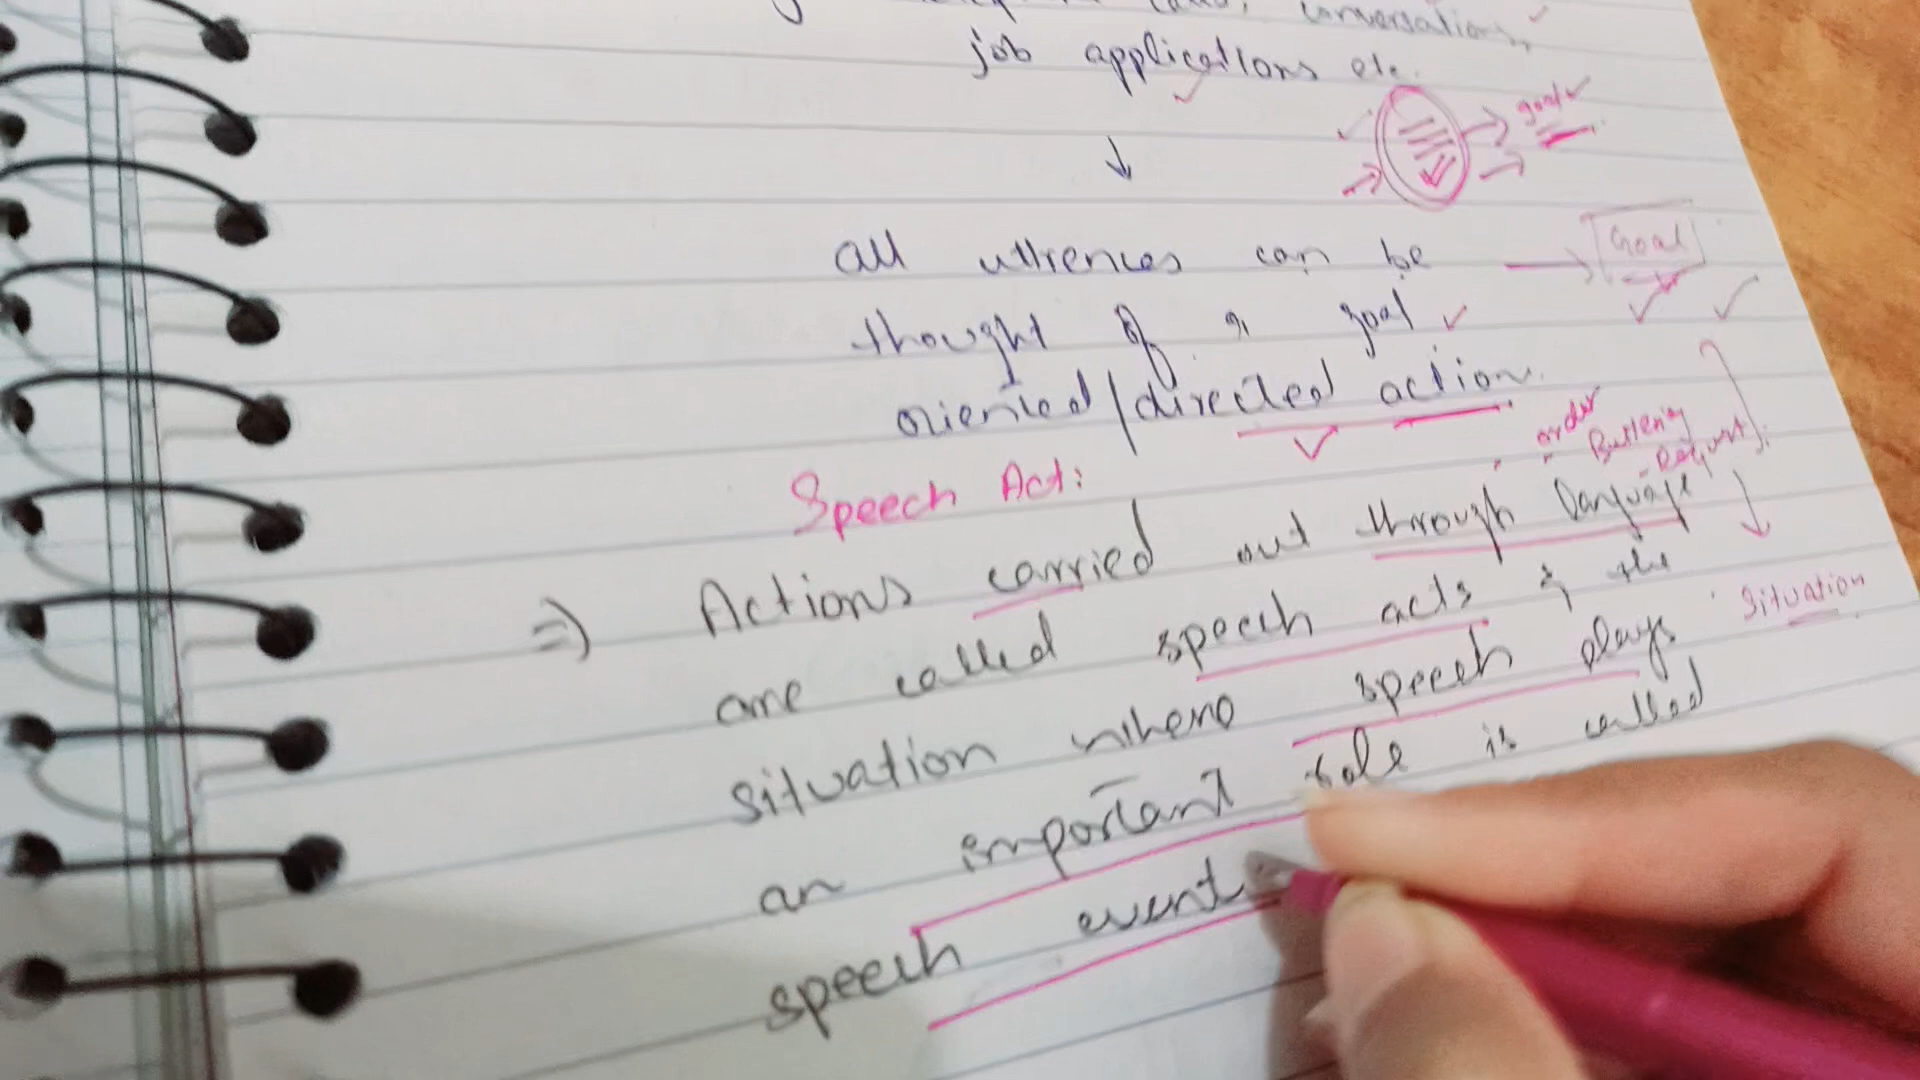 conversations,
job applications etc.
goal
all uttrences can be
Goal
thought of a goal
oriented/directed action.
order
Request).
Speech Act:
Actions carried out through language
are called speech acts & the
situation
situation where speech plays
an important role is called
speech event